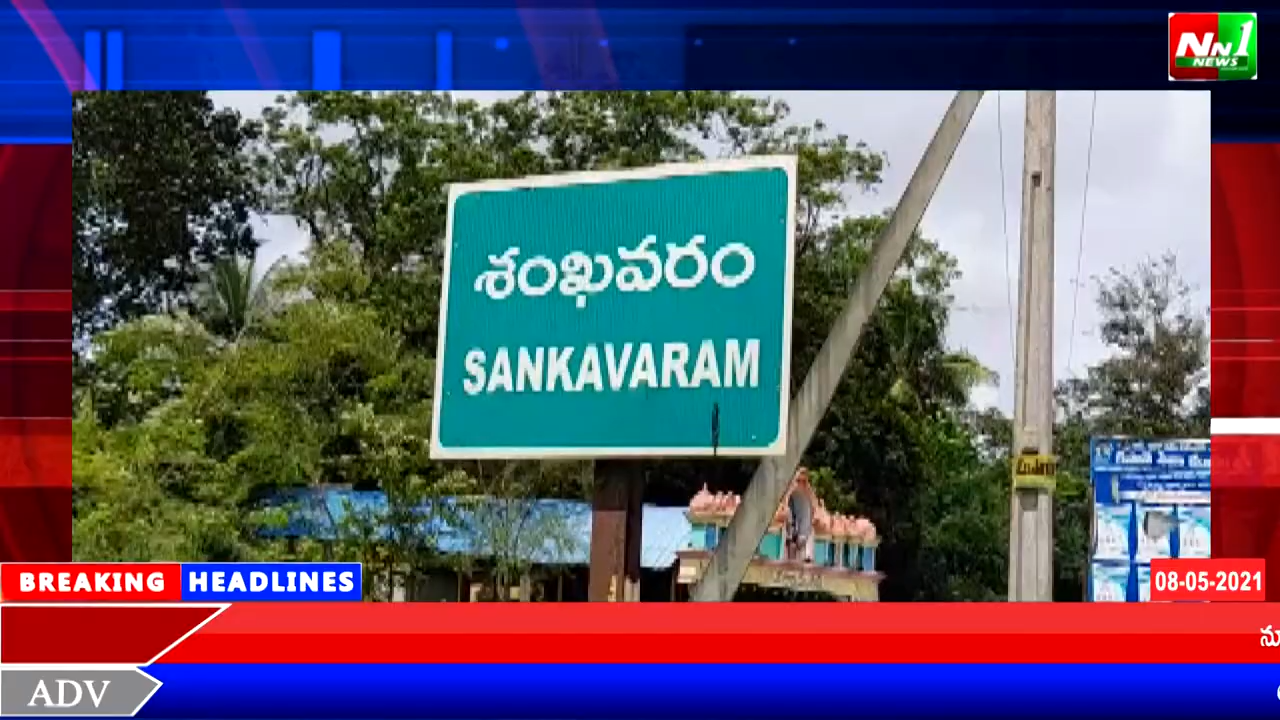 NN1
NEWS
శంఖవరం
SANKAVARAM
BREAKING HEADLINES
08-05-2021
ADV